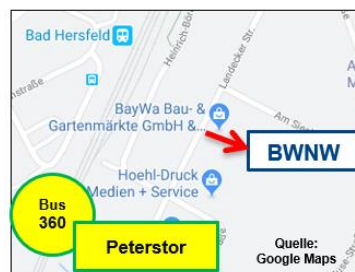 Bad Hersfeld
Heinrich-Bör
Landecker Str.
straße
BayWa Bau- &
Gartenmärkte GmbH &...
Am Sie
A
M
BWNW
Hoehl-Druck
Medien + Service
Bus
360
Peterstor
Quelle:
Google Maps